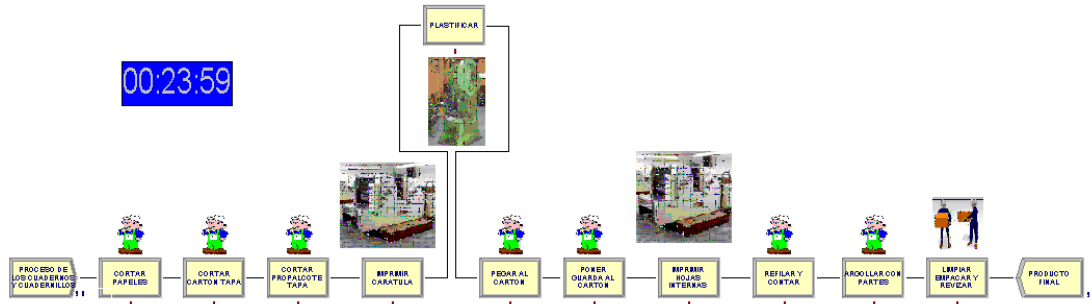 PLASTIFICAR
00:23:59
PROCESO DE
LOS CUADERNOS
Y CUADERNILLOS
CORTAR
PAPELES
CORTAR
CARTON TAPA
CORTAR
PROPALCOTE
TAPA
IMPRIMIR
CARATULA
PEGAR AL
CARTON
PONER
GUARDA AL
CARTON
IMPRIMIR
HOJAS
INTERNAS
REFILAR Y
CONTAR
ARGOLLAR CON
PARTES
LIMPIAR
EMPACAR Y
REVIZAR
PRODUCTO
FINAL